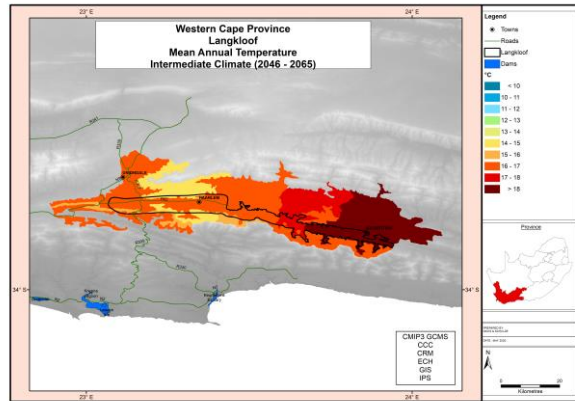 23° E
24° E
Western Cape Province
Langkloof
Mean Annual Temperature
Intermediate Climate (2046 - 2065)
34° S
34° S
CMIP3 GCMS
CCC
CRM
ECH
GIS
IPS
23° E
24° E
Legend
Towns
Roads
Langkloof
Dams
°C
< 10
10 - 11
11 - 12
12 - 13
13 - 14
14 - 15
15 - 16
16 - 17
17 - 18
> 18
Province
N
0
20
Kilometres